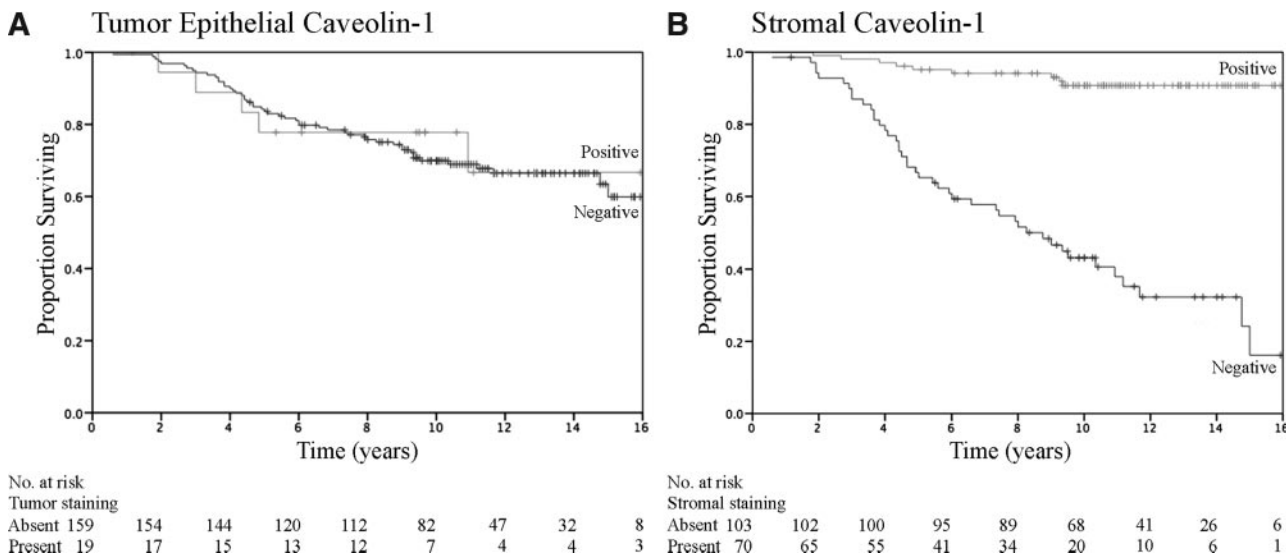 A Tumor Epithelial Caveolin-1
1.0
0.8
0.6
0.4
0.2
0.0
Proportion Surviving
Positive
Negative
0 2 4 6 8 10 12 14 16
Time (years)
No. at risk
Tumor staining
Absent 159 154 144 120 112 82 47 32 8
Present 19 17 15 13 12 7 4 4 3
B Stromal Caveolin-1
1.0
0.8
0.6
0.4
0.2
0.0
Proportion Surviving
Positive
Negative
0 2 4 6 8 10 12 14 16
Time (years)
No. at risk
Stromal staining
Absent 103 102 100 95 89 68 41 26 6
Present 70 65 55 41 34 20 10 6 1